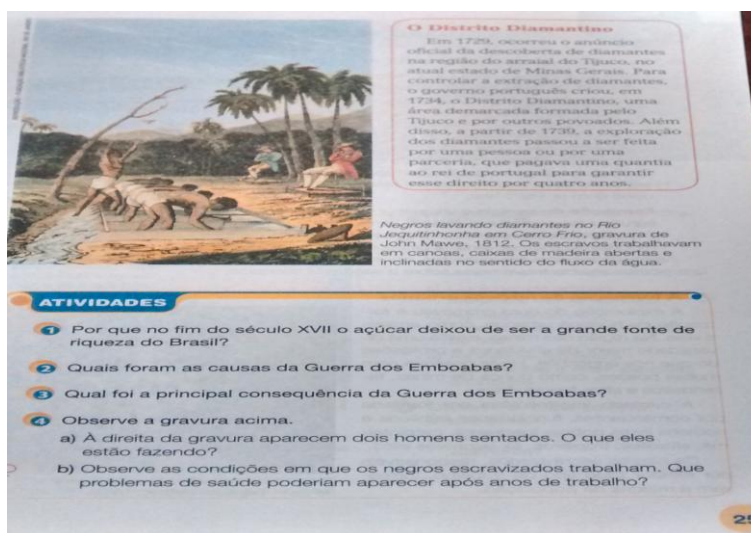 O Distrito Diamantino
Em 1729, ocorreu o anúncio
oficial da descoberta de diamantes
na região do arraial do Tijuco, no
atual estado de Minas Gerais. Para
controlar a extração de diamantes,
o governo português criou, em
1734, o Distrito Diamantino, uma
área demarcada formada pelo
Tijuco e por outros povoados. Além
disso, a partir de 1739, a exploração
dos diamantes passou a ser feita
por uma pessoa ou por uma
parceria, que pagava uma quantia
ao rei de portugal para garantir
esse direito por quatro anos.
Negros lavando diamantes no Rio
Jequitinhonha em Cerro Frio, gravura de
John Mawe, 1812. Os escravos trabalhavam
em canoas, caixas de madeira abertas e
inclinadas no sentido do fluxo da água.
ATIVIDADES
1 Por que no fim do século XVII o açúcar deixou de ser a grande fonte de
riqueza do Brasil?
2 Quais foram as causas da Guerra dos Emboabas?
3 Qual foi a principal consequência da Guerra dos Emboabas?
4 Observe a gravura acima.
a) À direita da gravura aparecem dois homens sentados. O que eles
estão fazendo?
b) Observe as condições em que os negros escravizados trabalham. Que
problemas de saúde poderiam aparecer após anos de trabalho?